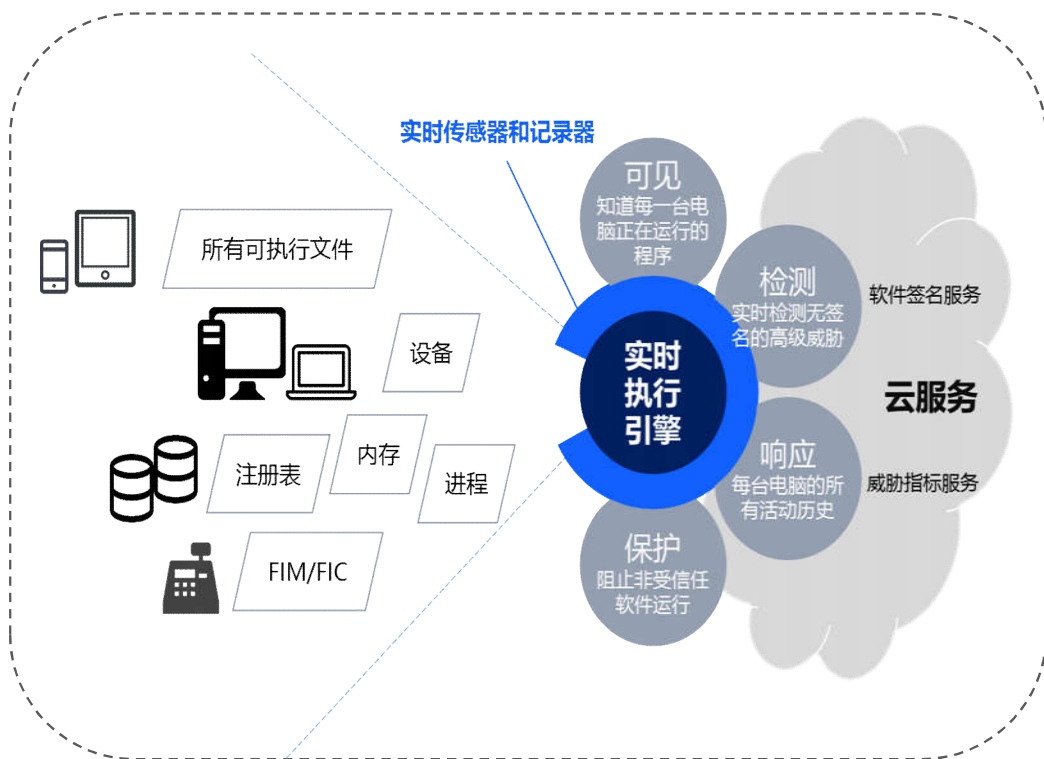 实时传感器和记录器
所有可执行文件
设备
注册表
内存
进程
FIM/FIC
可见
知道每一台电
脑正在运行的
程序
检测
实时检测无签
名的高级威胁
实时
执行
引擎
响应
每台电脑的所
有活动历史
保护
阻止非受信任
软件运行
软件签名服务
云服务
威胁指标服务